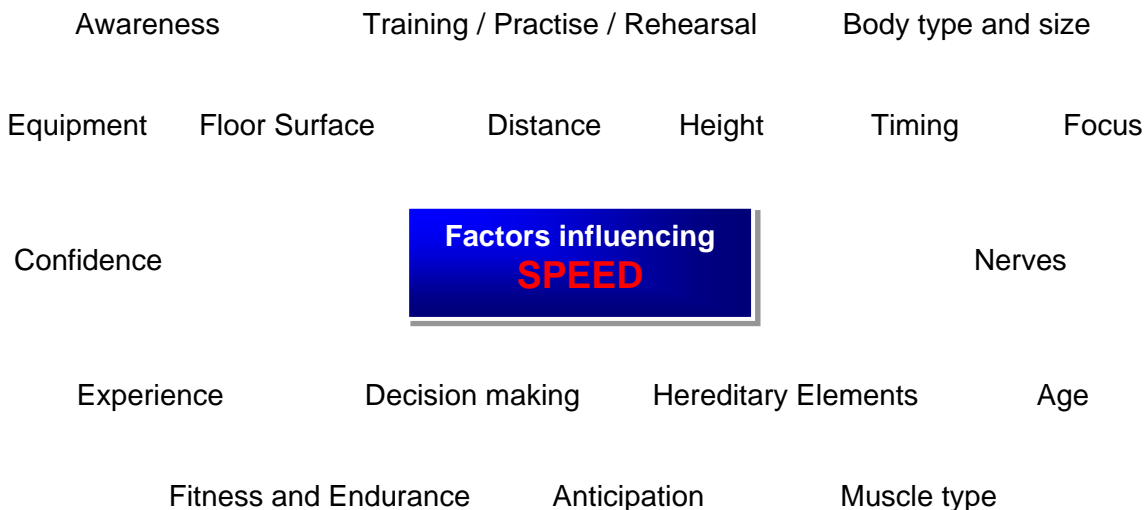 Awareness Training / Practise / Rehearsal Body type and size
Equipment Floor Surface Distance Height Timing Focus
Factors influencing
SPEED
Confidence Nerves
Experience Decision making Hereditary Elements Age
Fitness and Endurance Anticipation Muscle type